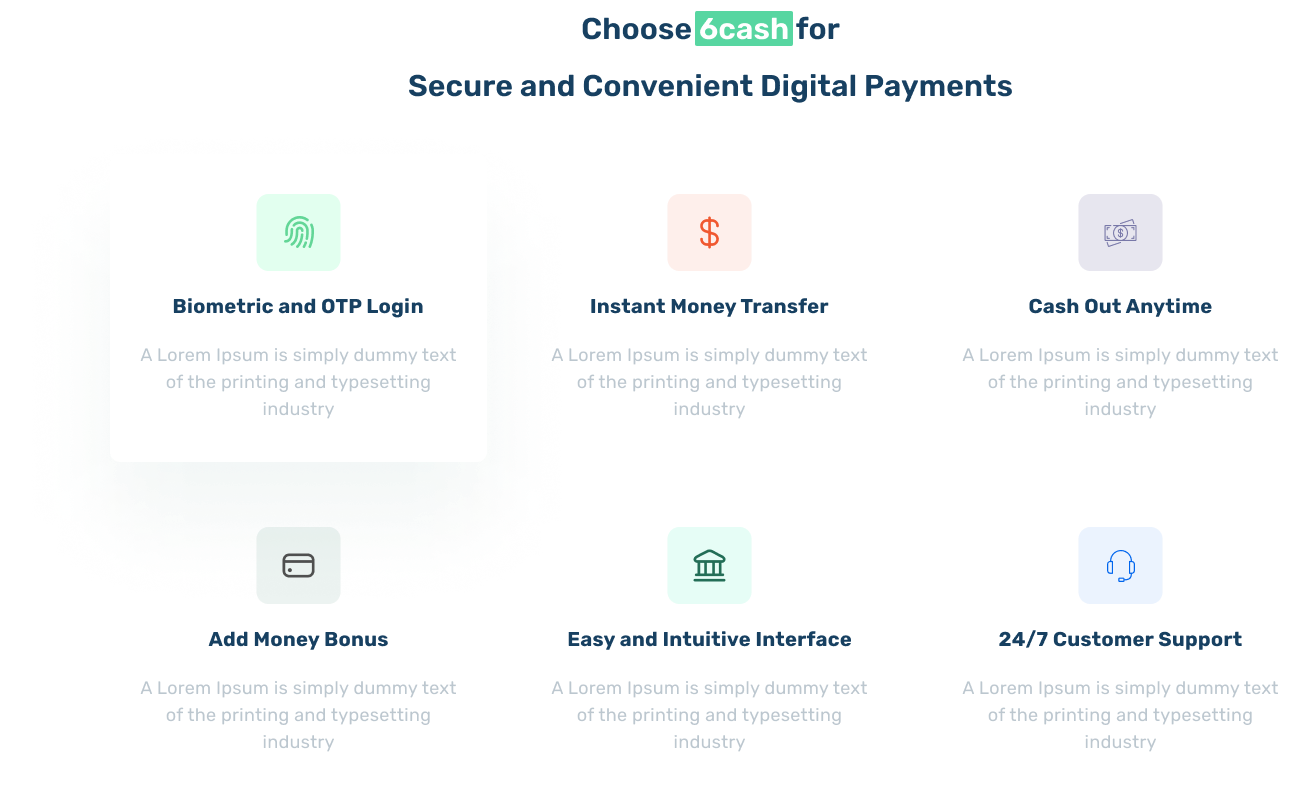 Choose 6cash for
Secure and Convenient Digital Payments
Biometric and OTP Login
A Lorem Ipsum is simply dummy text
of the printing and typesetting
industry
Instant Money Transfer
A Lorem Ipsum is simply dummy text
of the printing and typesetting
industry
Cash Out Anytime
A Lorem Ipsum is simply dummy text
of the printing and typesetting
industry
Add Money Bonus
A Lorem Ipsum is simply dummy text
of the printing and typesetting
industry
Easy and Intuitive Interface
A Lorem Ipsum is simply dummy text
of the printing and typesetting
industry
24/7 Customer Support
A Lorem Ipsum is simply dummy text
of the printing and typesetting
industry